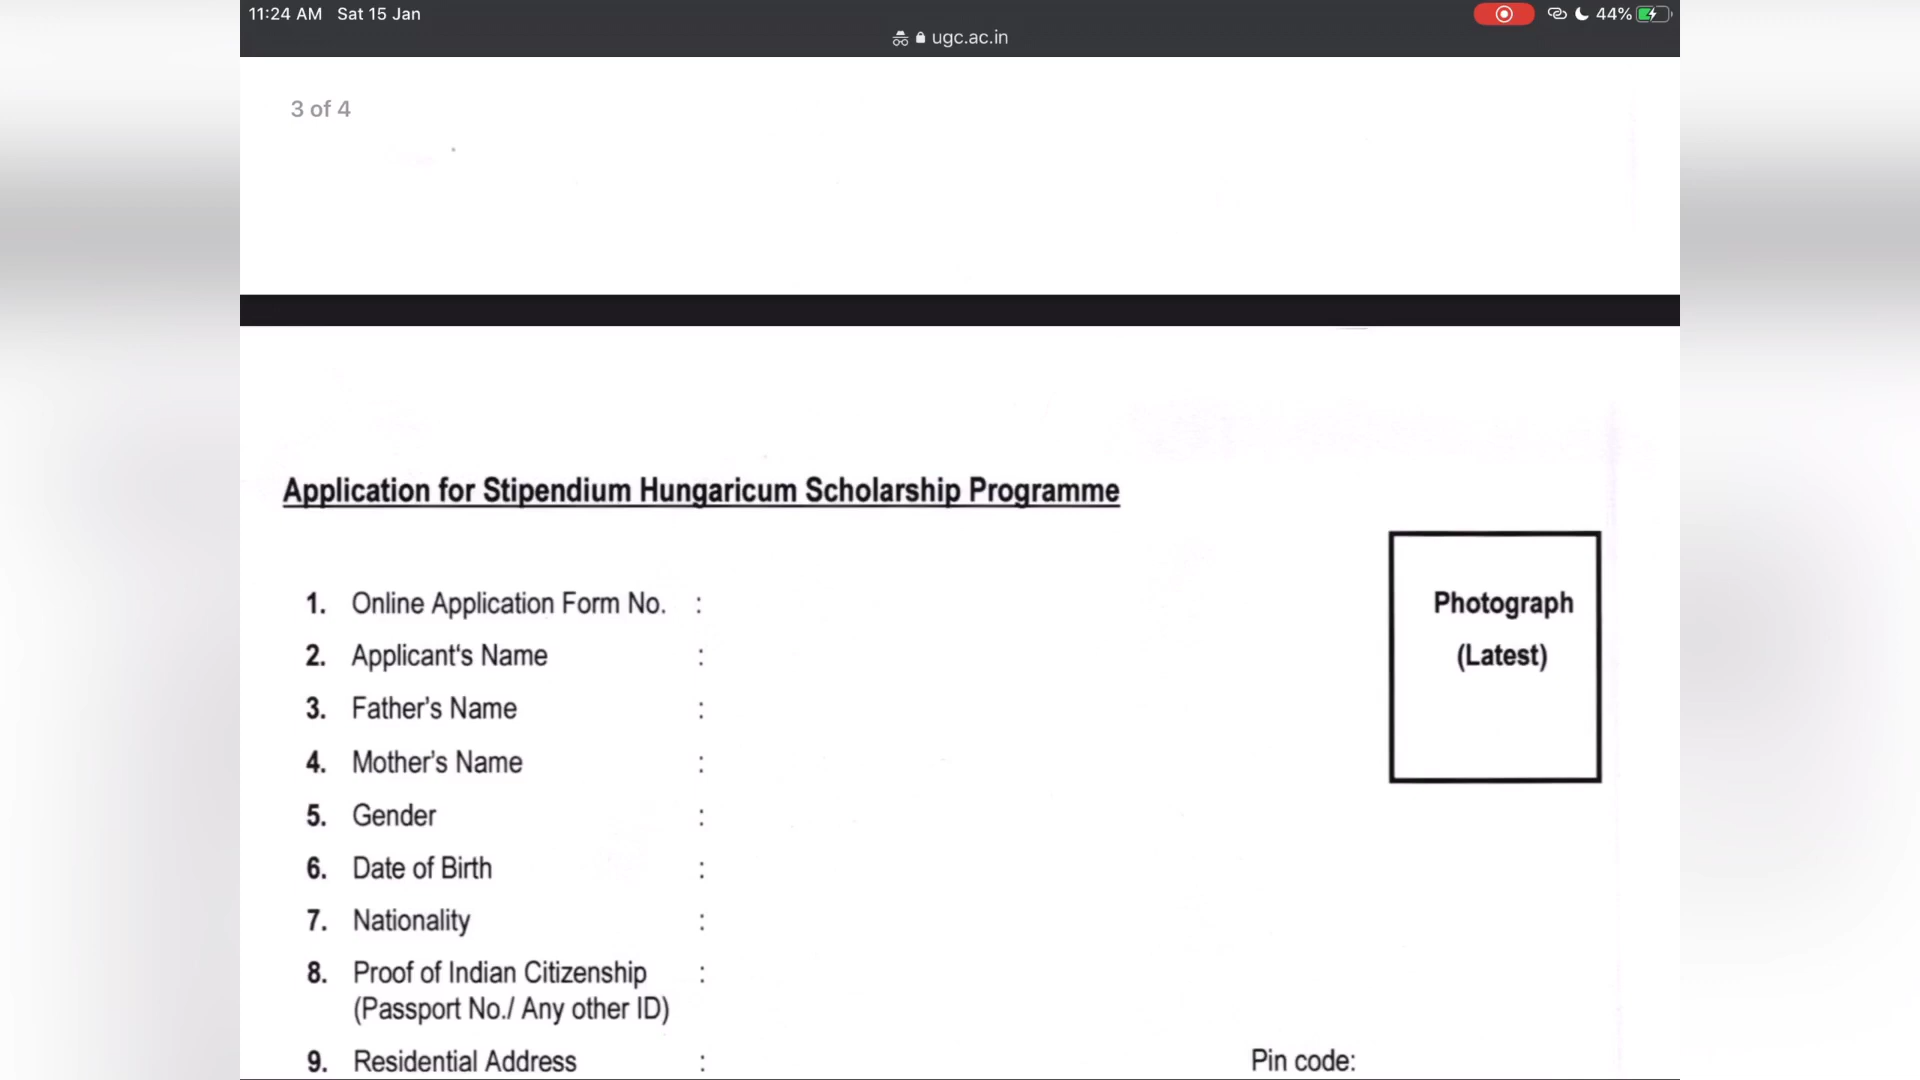 11:24 AM Sat 15 Jan
44%
ugc.ac.in
3 of 4
Application for Stipendium Hungaricum Scholarship Programme
Photograph
(Latest)
1. Online Application Form No. :
2. Applicant‘s Name :
3. Father’s Name :
4. Mother’s Name :
5. Gender :
6. Date of Birth :
7. Nationality :
8. Proof of Indian Citizenship :
(Passport No./ Any other ID)
9. Residential Address : Pin code: